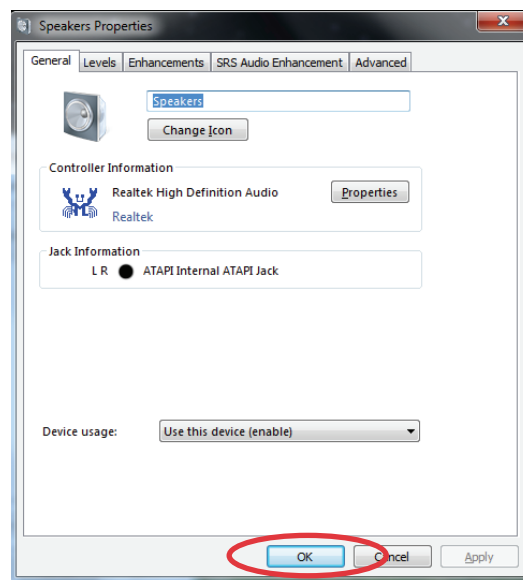 Speakers Properties
General Levels Enhancements SRS Audio Enhancement Advanced
Speakers
Change Icon
Controller Information
Realtek High Definition Audio Properties
Realtek
Jack Information
L R ATAPI Internal ATAPI Jack
Device usage: Use this device (enable)
OK Cancel Apply